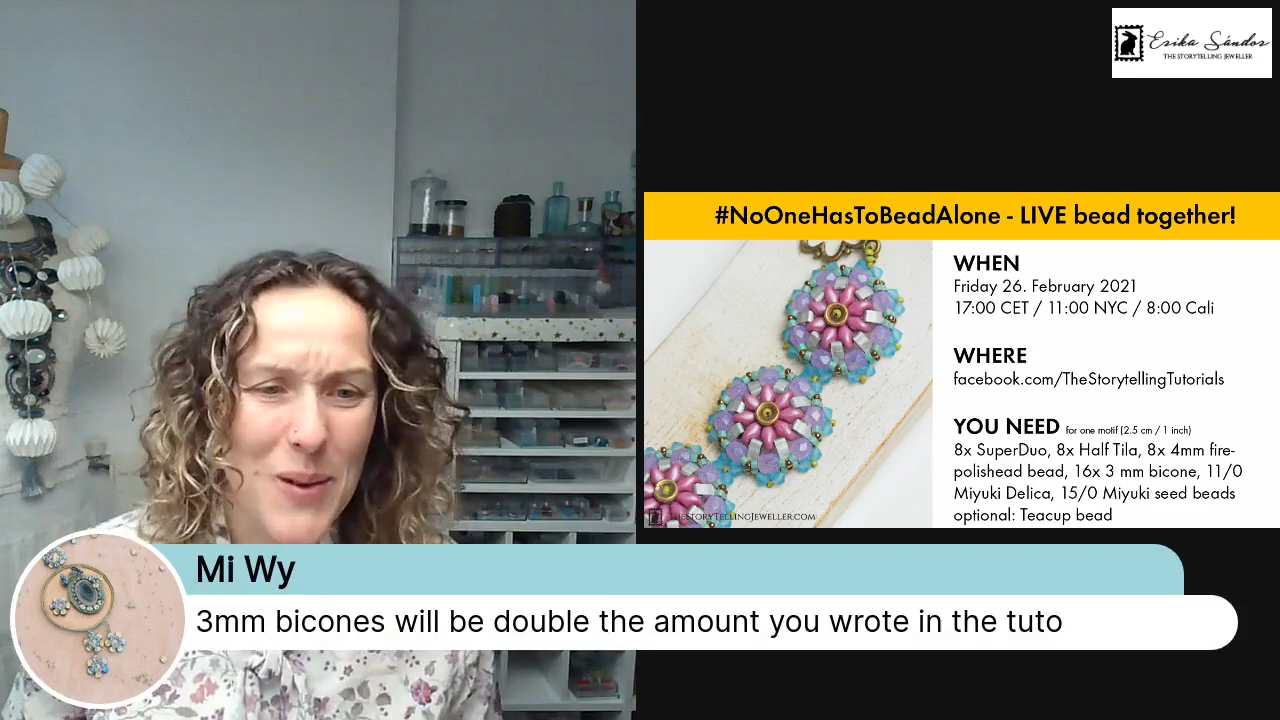 Erika Sándor
THE STORYTELLING JEWELLER
#NoOneHasToBeadAlone - LIVE bead together!
WHEN
Friday 26. February 2021
17:00 CET / 11:00 NYC / 8:00 Cali
WHERE
facebook.com/TheStorytellingTutorials
YOU NEED for one motif (2.5 cm / 1 inch)
8x SuperDuo, 8x Half Tila, 8x 4mm fire-
polishead bead, 16x 3 mm bicone, 11/0
Miyuki Delica, 15/0 Miyuki seed beads
optional: Teacup bead
THESTORYTELLINGJEWELLER.COM
Mi Wy
3mm bicones will be double the amount you wrote in the tuto